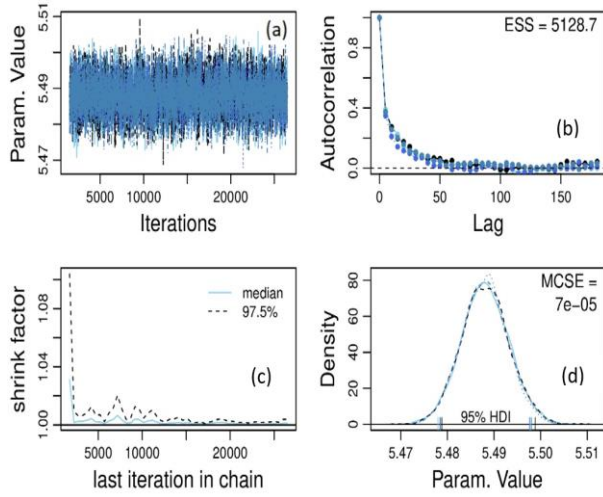 5.51
5.49
5.47
Param. Value
(a)
5000 10000 20000
Iterations
0.8
0.4
0.0
Autocorrelation
ESS = 5128.7
(b)
0 50 100 150
Lag
1.08
1.04
1.00
shrink factor
median
97.5%
(c)
5000 10000 20000
last iteration in chain
80
60
40
20
0
Density
MCSE =
7e-05
(d)
95% HDI
5.47 5.48 5.49 5.50 5.51
Param. Value